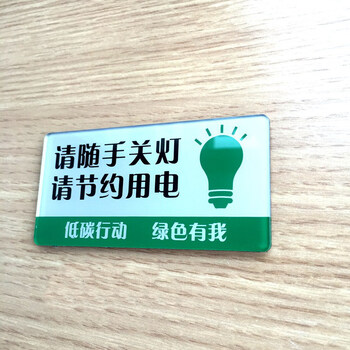 请随手关灯
请节约用电
低碳行动 绿色有我